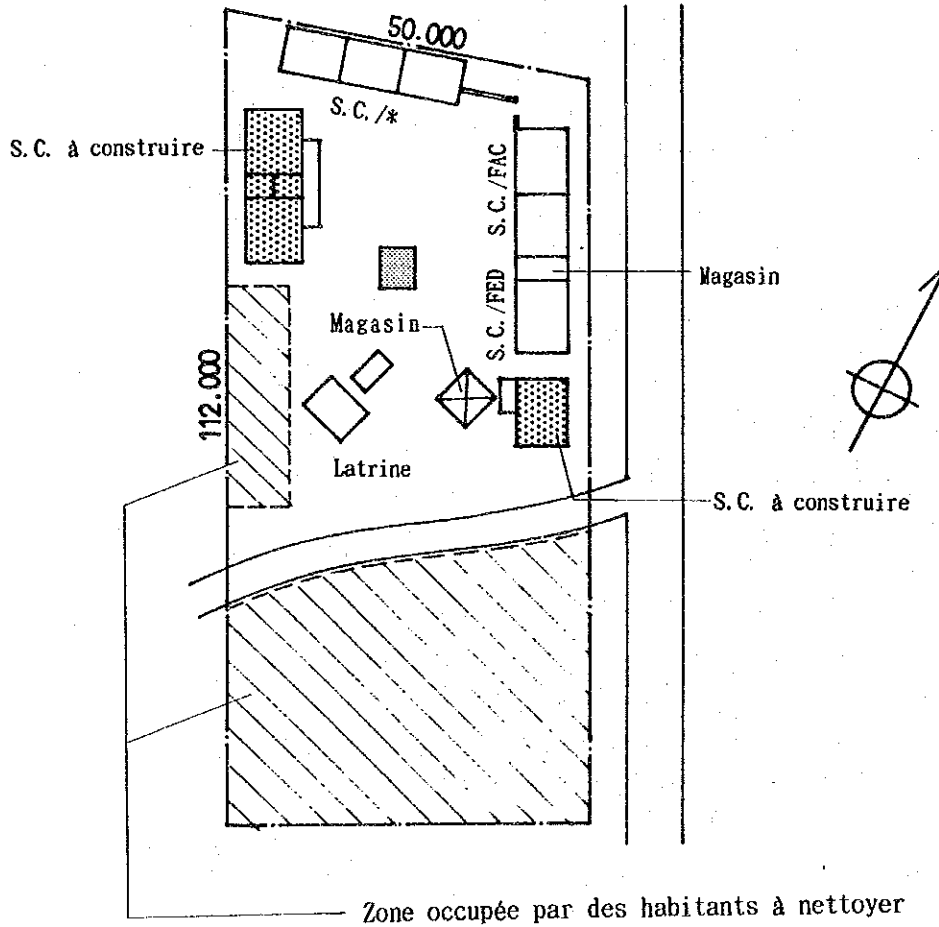 50.000
S.C./*
S.C. à construire
S.C./FAC
Magasin
S.C./FED
Magasin
112.000
Latrine
S.C. à construire
Zone occupée par des habitants à nettoyer